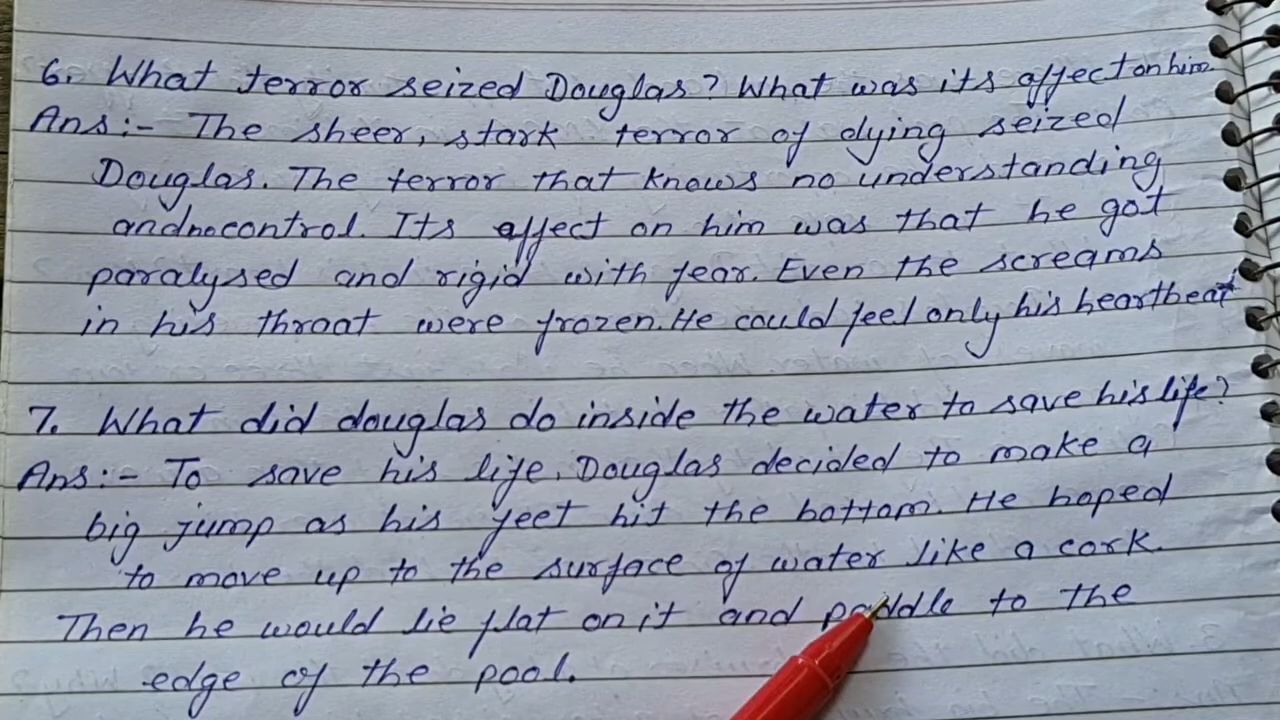 6. What terror seized Douglas? What was its affect on him.
Ans:- The sheer, stark terror of dying seized
Douglas. The terror that knows no understanding
and no control. Its affect on him was that he got
paralysed and rigid with fear. Even the screams
in his throat were frozen. He could feel only his heartbeat
7. What did douglas do inside the water to save his life?
Ans:- To save his life, Douglas decided to make a
big jump as his feet hit the bottom. He hoped
to move up to the surface of water like a cork.
Then he would lie flat on it and paddle to the
edge of the pool.